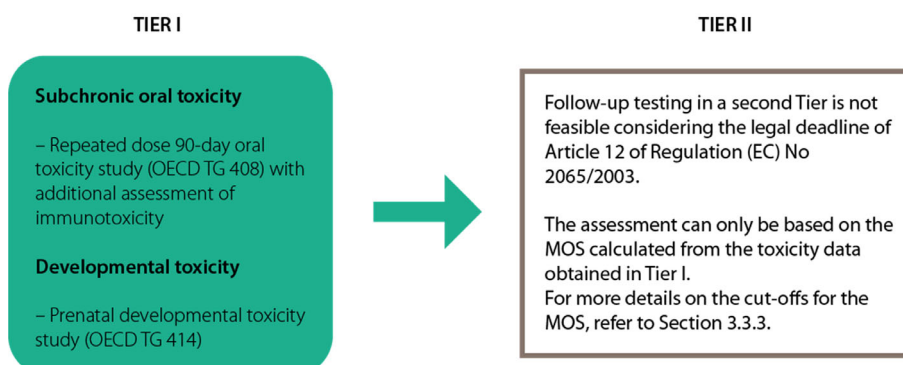 TIER I
Subchronic oral toxicity
– Repeated dose 90-day oral
toxicity study (OECD TG 408) with
additional assessment of
immunotoxicity
Developmental toxicity
– Prenatal developmental toxicity
study (OECD TG 414)
TIER II
Follow-up testing in a second Tier is not
feasible considering the legal deadline of
Article 12 of Regulation (EC) No
2065/2003.
The assessment can only be based on the
MOS calculated from the toxicity data
obtained in Tier I.
For more details on the cut-offs for the
MOS, refer to Section 3.3.3.